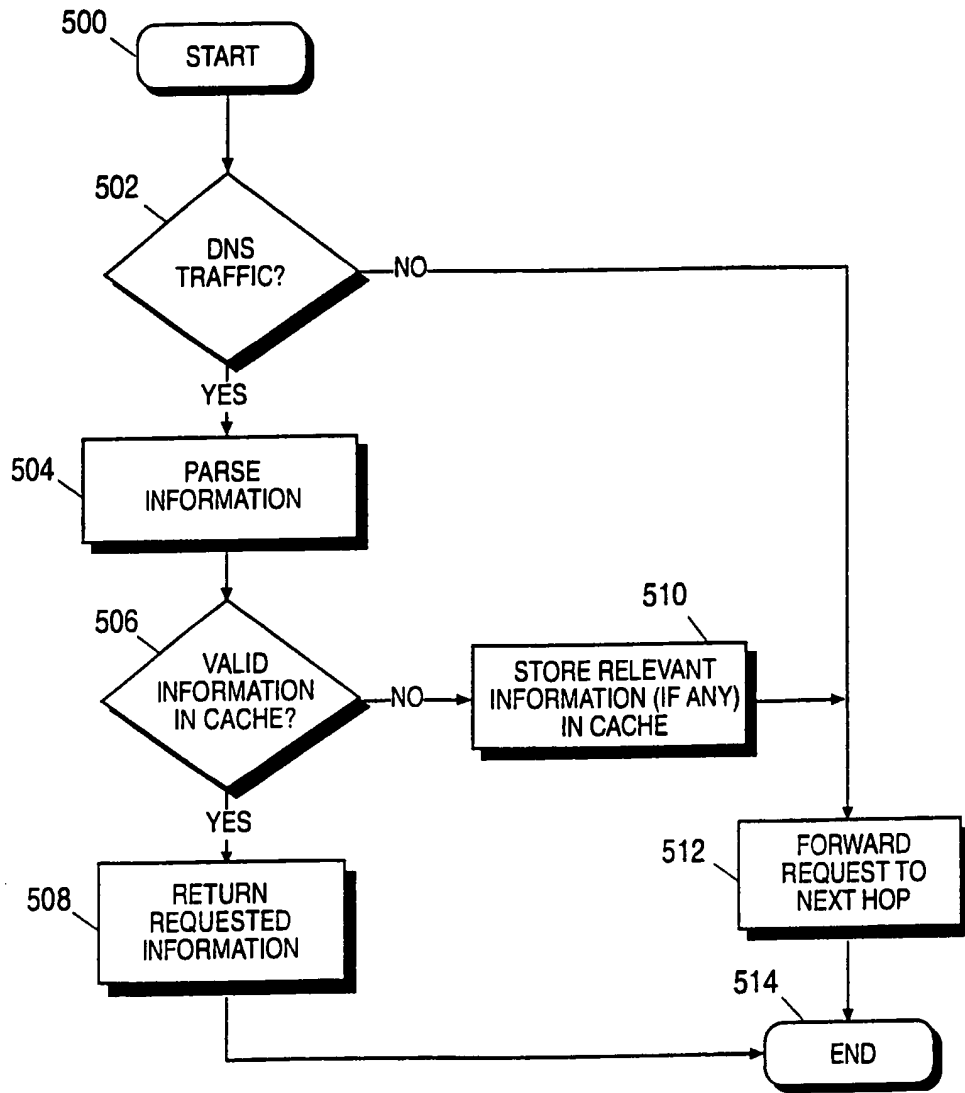 500
START
502
DNS
TRAFFIC?
NO
YES
504
PARSE
INFORMATION
506
VALID
INFORMATION
IN CACHE?
NO
510
STORE RELEVANT
INFORMATION (IF ANY)
IN CACHE
YES
508
RETURN
REQUESTED
INFORMATION
512
FORWARD
REQUEST TO
NEXT HOP
514
END